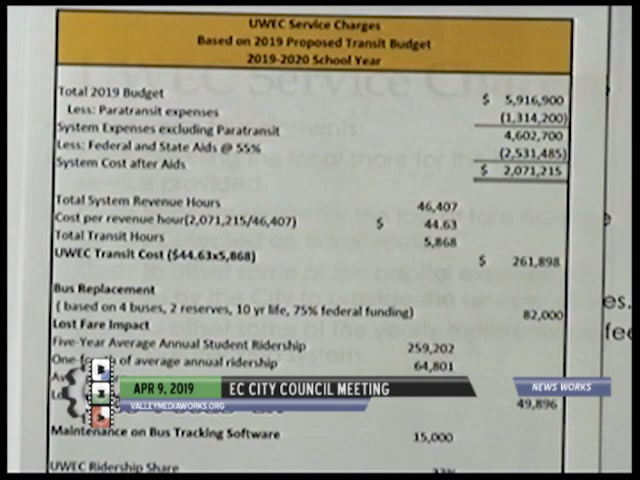 UWEC Service Charges
Based on 2019 Proposed Transit Budget
2019-2020 School Year
Total 2019 Budget $ 5,916,900
Less: Paratransit expenses (1,314,200)
System Expenses excluding Paratransit 4,602,700
Less: Federal and State Aids @ 55% (2,531,485)
System Cost after Aids $ 2,071,215
Total System Revenue Hours 46,407
Cost per revenue hour(2,071,215/46,407) $ 44.63
Total Transit Hours 5,868
UWEC Transit Cost ($44.63x5,868) $ 261,898
Bus Replacement
( based on 4 buses, 2 reserves, 10 yr life, 75% federal funding) 82,000
Lost Fare Impact
Five-Year Average Annual Student Ridership 259,202
One-fourth of average annual ridership 64,801
49,896
Maintenance on Bus Tracking Software 15,000
UWEC Ridership Share
APR 9, 2019 EC CITY COUNCIL MEETING NEWS WORKS
VALLEYMEDIAWORKS.ORG